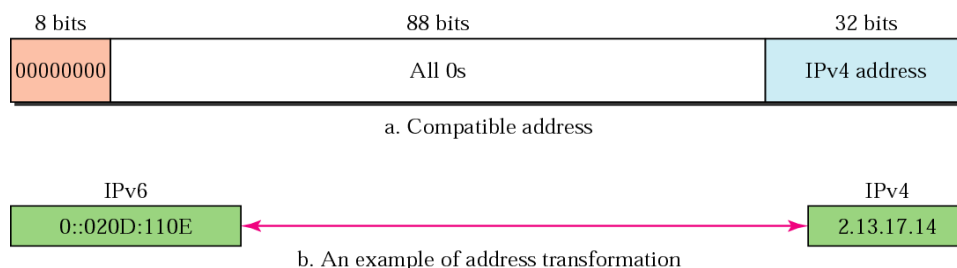 8 bits 88 bits 32 bits
00000000 All 0s IPv4 address
a. Compatible address
IPv6 IPv4
0::020D:110E 2.13.17.14
b. An example of address transformation